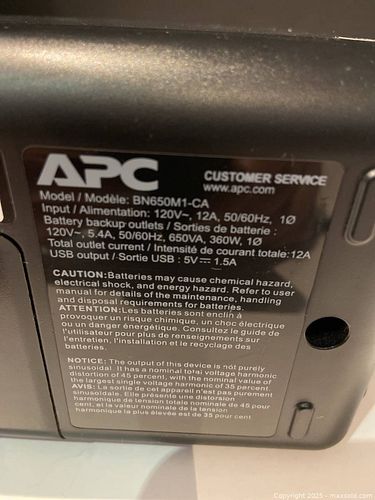 APC
CUSTOMER SERVICE
www.apc.com
Model / Modèle: BN650M1-CA
Input / Alimentation: 120V~, 12A, 50/60Hz, 1Ø
Battery backup outlets / Sorties de batterie :
120V~, 5.4A, 50/60Hz, 650VA, 360W, 1Ø
Total outlet current / Intensité de courant totale:12A
USB output / Sortie USB : 5V⎓ 1.5A
CAUTION:Batteries may cause chemical hazard,
electrical shock, and energy hazard. Refer to user
manual for details of the maintenance, handling
and disposal requirements for batteries.
ATTENTION:Les batteries sont enclin à
provoquer un risque chimique, un choc électrique
ou un danger énergétique. Consultez le guide de
l'utilisateur pour plus de renseignements sur
l'entretien, l'installation et le recyclage des
batteries.
NOTICE: The output of this device is not purely
sinusoidal. It has a nominal total voltage harmonic
distortion of 45 percent, with the nominal value of
the largest single voltage harmonic of 35 percent
AVIS: La sortie de cet appareil n'est pas purement
sinusoïdale. Elle présente une distorsion
harmonique de tension totale nominale de 45 pour
cent, et la valeur nominale de la tension
harmonique la plus élevée est de 35 pour cent
Copyright 2025 - maxsold.com